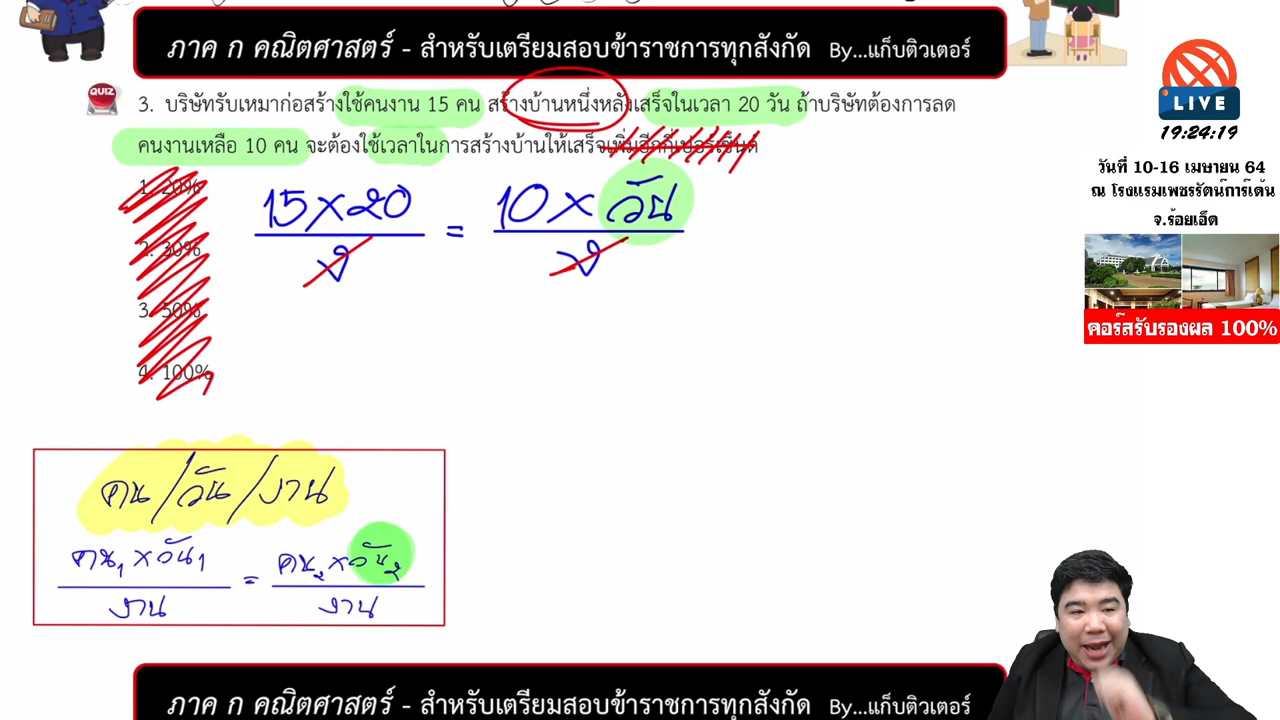 ภาค ก คณิตศาสตร์ - สำหรับเตรียมสอบข้าราชการทุกสังกัด By...แก็บติวเตอร์
QUIZ
3. บริษัทรับเหมาก่อสร้างใช้คนงาน 15 คน สร้างบ้านหนึ่งหลังเสร็จในเวลา 20 วัน ถ้าบริษัทต้องการลด
คนงานเหลือ 10 คน จะต้องใช้เวลาในการสร้างบ้านให้เสร็จเพิ่มอีกกี่เปอร์เซ็นต์
1. 20%
2. 30%
3. 50%
4. 100%
15 × 20 = 10 × วัน
คน/วัน/งาน
คน1 × วัน1 = คน2 × วัน2
งาน งาน
LIVE
19:24:19
วันที่ 10-16 เมษายน 64
ณ โรงแรมเพชรรัตน์การ์เด้น
จ.ร้อยเอ็ด
คอร์สรับรองผล 100%
ภาค ก คณิตศาสตร์ - สำหรับเตรียมสอบข้าราชการทุกสังกัด By...แก็บติวเตอร์